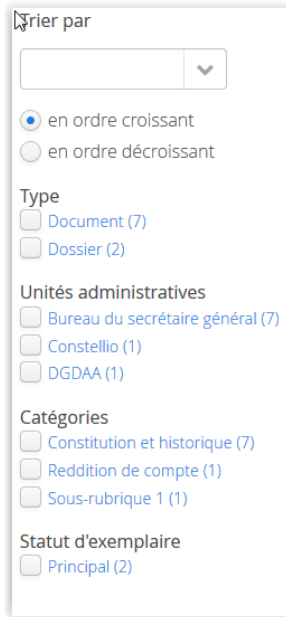 Trier par
en ordre croissant
en ordre décroissant
Type
Document (7)
Dossier (2)
Unités administratives
Bureau du secrétaire général (7)
Constellio (1)
DGDAA (1)
Catégories
Constitution et historique (7)
Reddition de compte (1)
Sous-rubrique 1 (1)
Statut d'exemplaire
Principal (2)